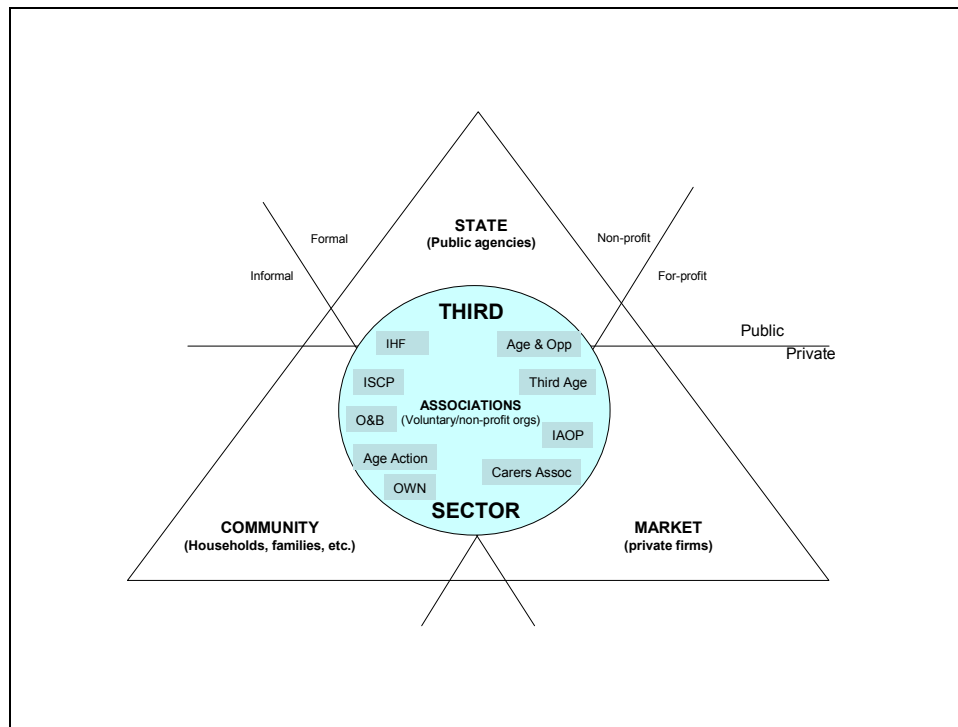 STATE
(Public agencies)
Formal
Informal
Non-profit
For-profit
Public
Private
THIRD
IHF
Age & Opp
ISCP
Third Age
ASSOCIATIONS
(Voluntary/non-profit orgs)
O&B
IAOP
Age Action
Carers Assoc
OWN
SECTOR
COMMUNITY
(Households, families, etc.)
MARKET
(private firms)